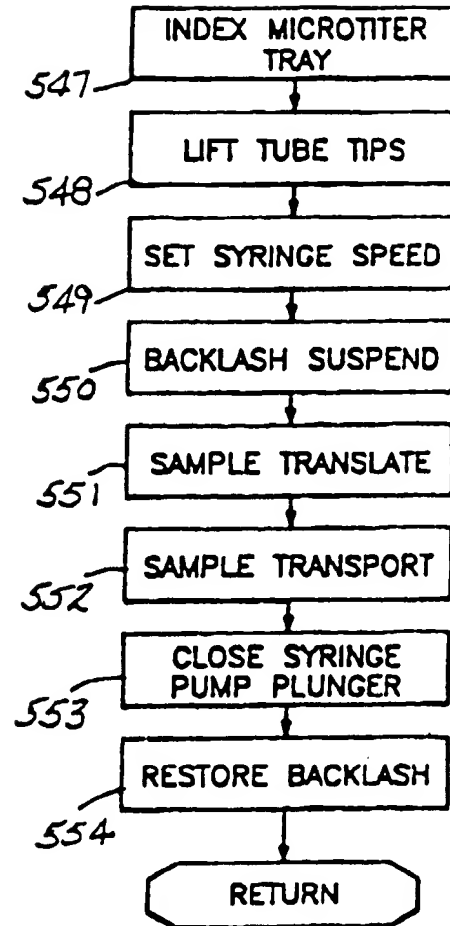 INDEX MICROTITER
TRAY
547
LIFT TUBE TIPS
548
SET SYRINGE SPEED
549
BACKLASH SUSPEND
550
SAMPLE TRANSLATE
551
SAMPLE TRANSPORT
552
CLOSE SYRINGE
PUMP PLUNGER
553
RESTORE BACKLASH
554
RETURN